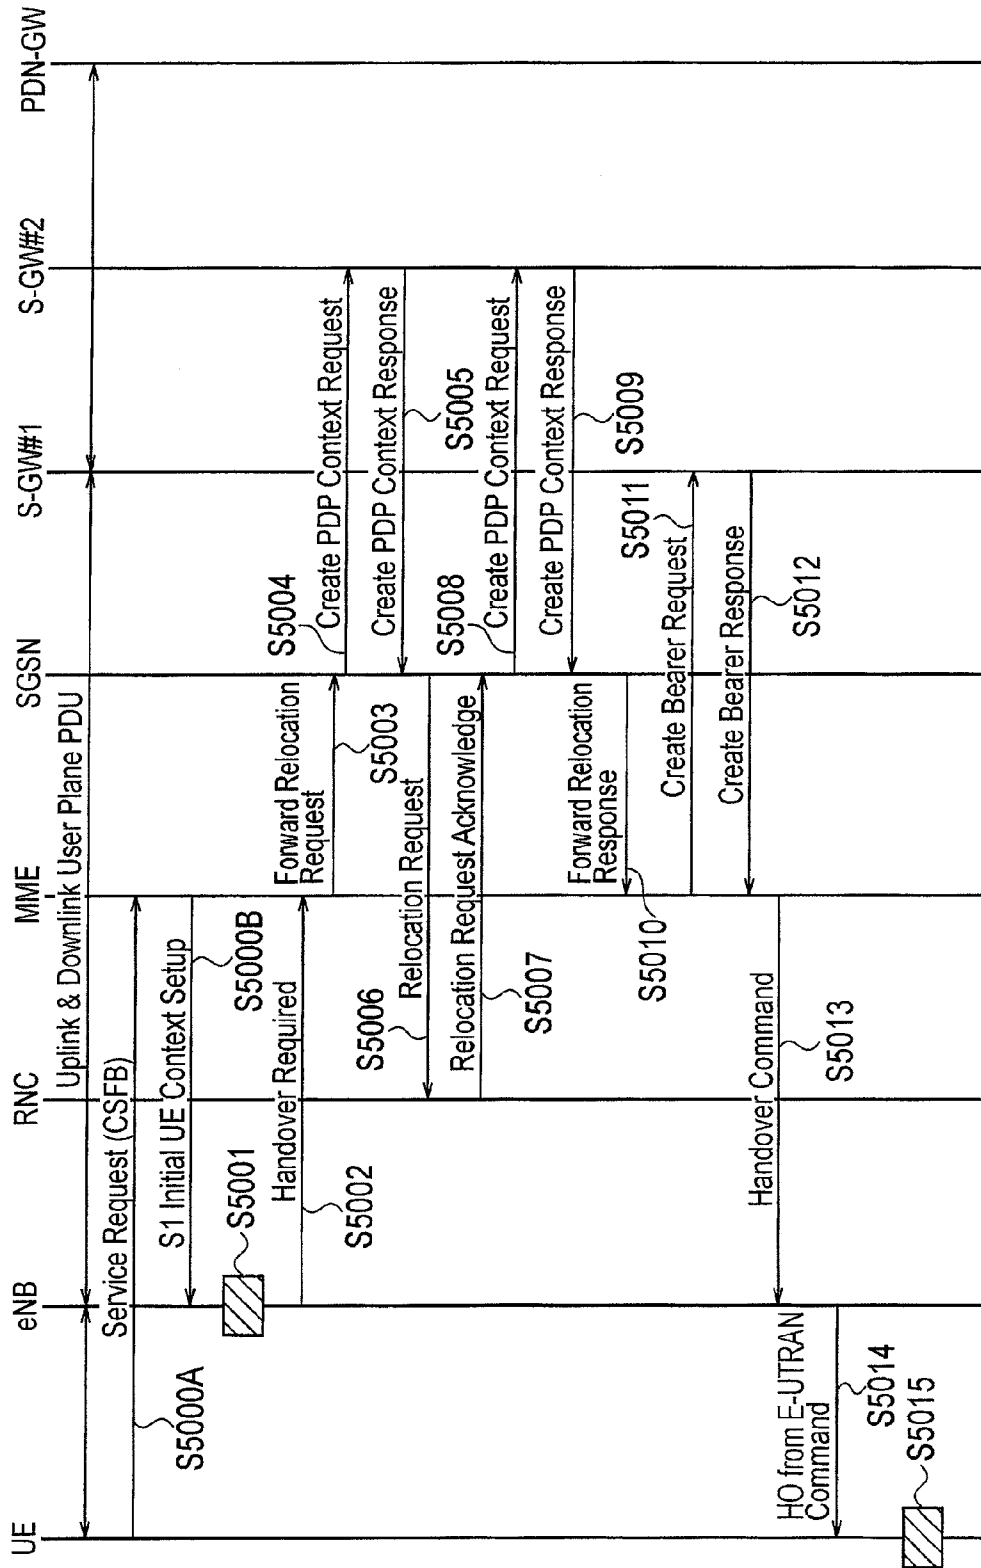 UE
eNB
RNC
MME
SGSN
S-GW#1
S-GW#2
PDN-GW
Uplink & Downlink User Plane PDU
Service Request (CSFB)
S5000A
S1 Initial UE Context Setup
S5000B
S5001
Handover Required
S5002
Forward Relocation
Request
S5003
S5004
Create PDP Context Request
Create PDP Context Response
S5005
Relocation Request
S5006
Relocation Request Acknowledge
S5007
S5008
Create PDP Context Request
Create PDP Context Response
S5009
Forward Relocation
Response
S5010
Create Bearer Request
S5011
Create Bearer Response
S5012
Handover Command
S5013
HO from E-UTRAN
Command
S5014
S5015